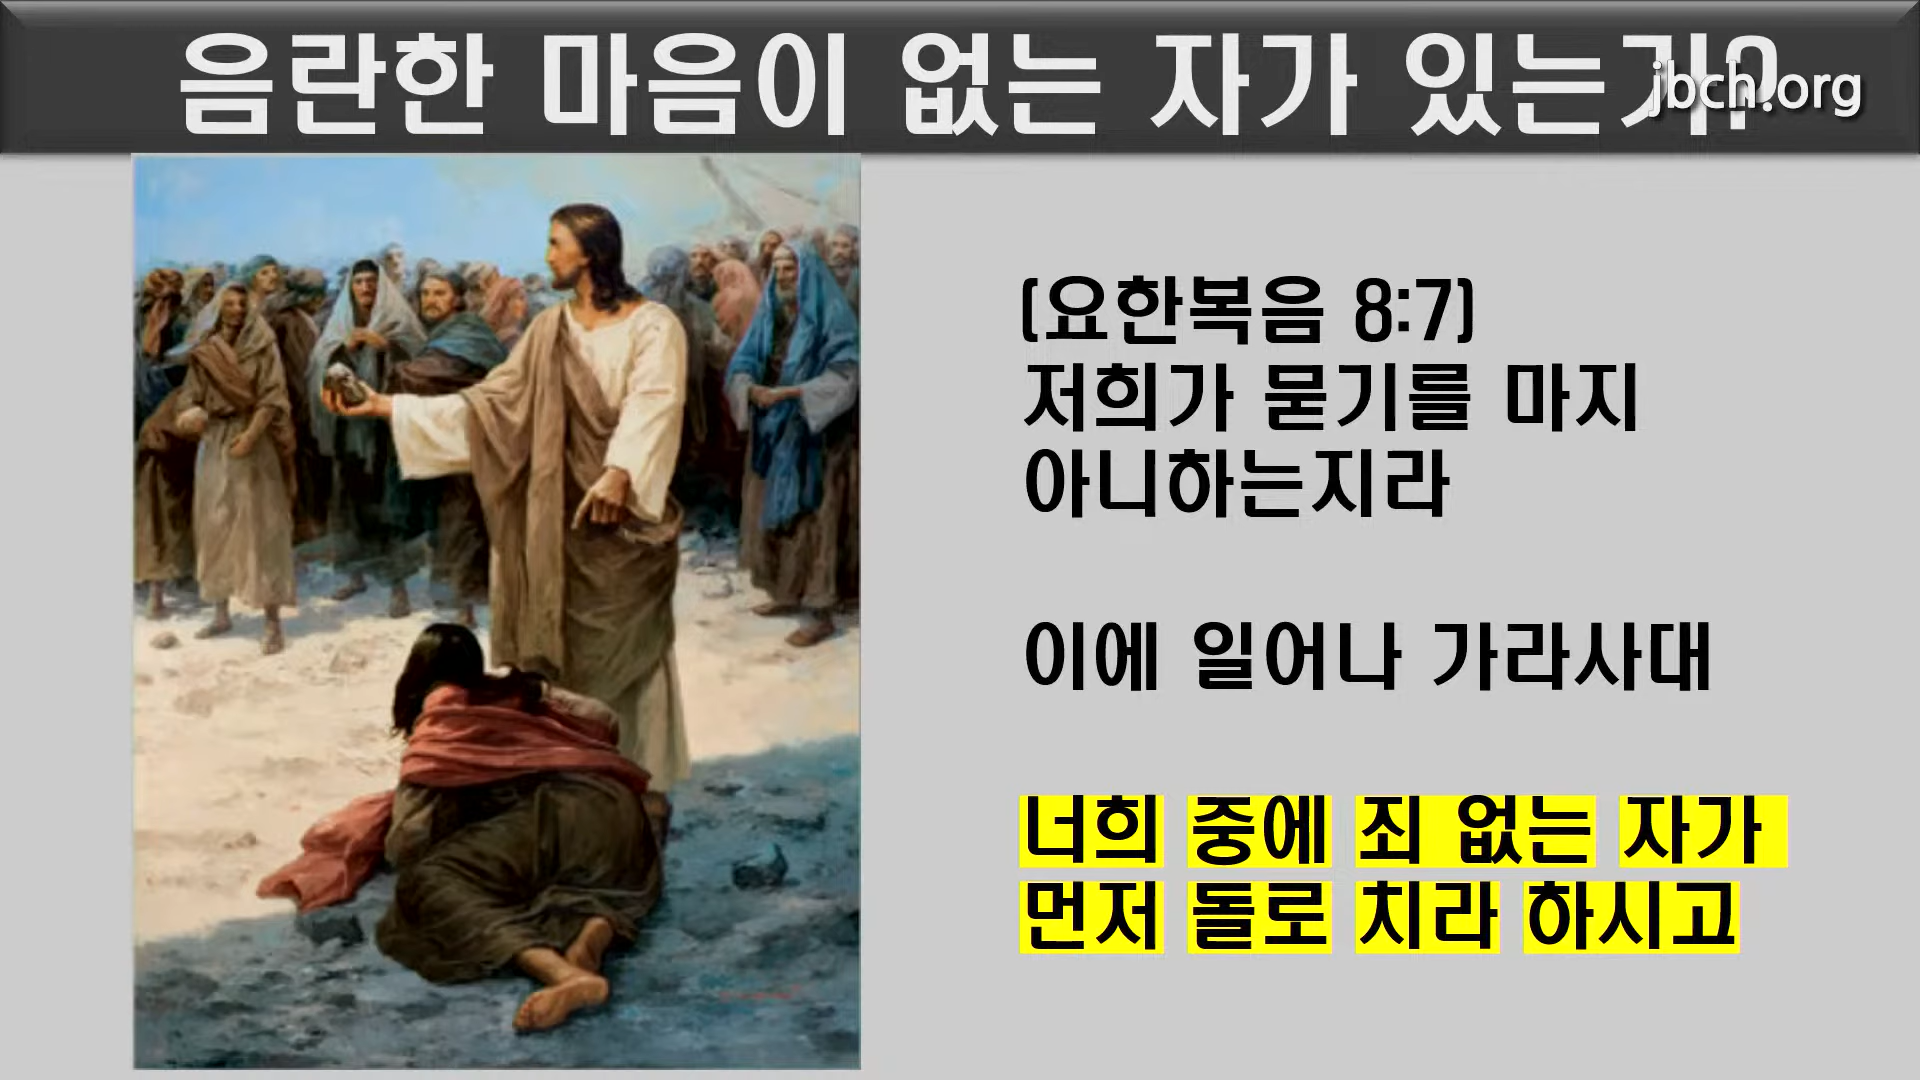 음란한 마음이 없는 자가 있는가?
jbch.org
(요한복음 8:7)
저희가 묻기를 마지
아니하는지라
이에 일어나 가라사대
너희 중에 죄 없는 자가
먼저 돌로 치라 하시고